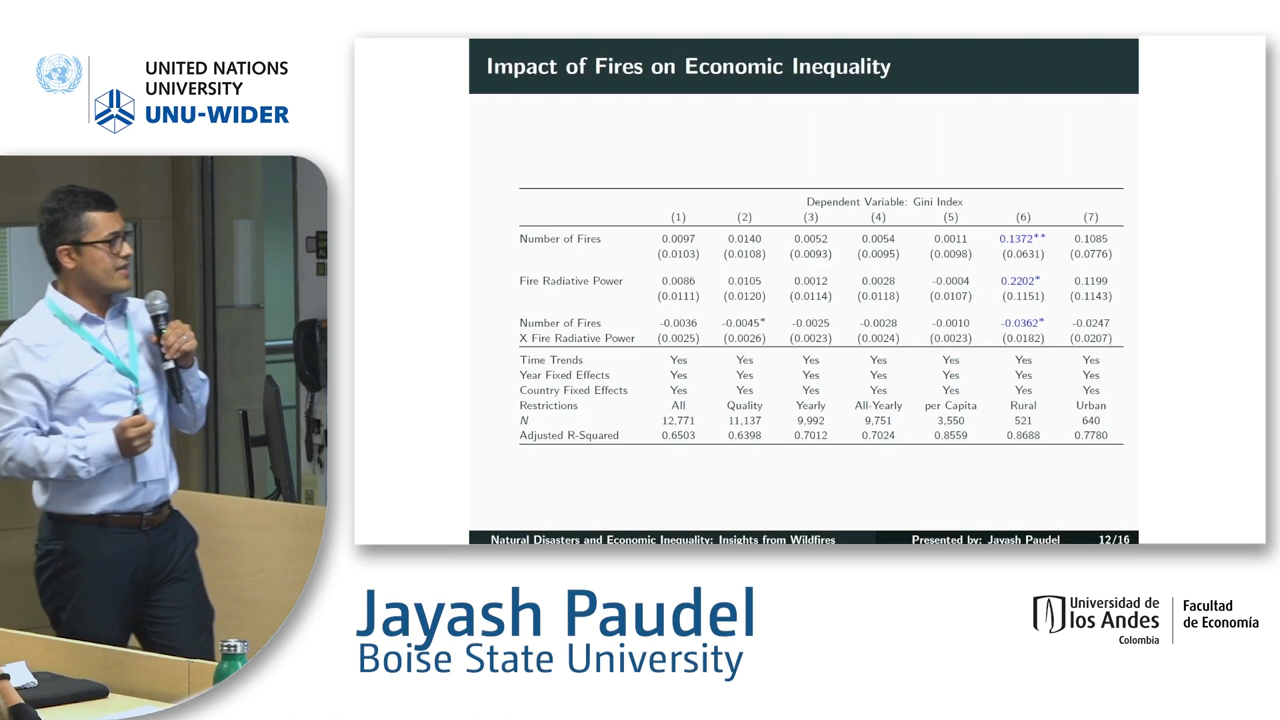 UNITED NATIONS
UNIVERSITY
UNU-WIDER
Impact of Fires on Economic Inequality
Dependent Variable: Gini Index
(1) (2) (3) (4) (5) (6) (7)
Number of Fires 0.0097 0.0140 0.0052 0.0054 0.0011 0.1372** 0.1085
(0.0103) (0.0108) (0.0093) (0.0095) (0.0098) (0.0631) (0.0776)
Fire Radiative Power 0.0086 0.0105 0.0012 0.0028 -0.0004 0.2202* 0.1199
(0.0111) (0.0120) (0.0114) (0.0118) (0.0107) (0.1151) (0.1143)
Number of Fires -0.0036 -0.0045* -0.0025 -0.0028 -0.0010 -0.0362* -0.0247
X Fire Radiative Power (0.0025) (0.0026) (0.0023) (0.0024) (0.0023) (0.0182) (0.0207)
Time Trends Yes Yes Yes Yes Yes Yes Yes
Year Fixed Effects Yes Yes Yes Yes Yes Yes Yes
Country Fixed Effects Yes Yes Yes Yes Yes Yes Yes
Restrictions All Quality Yearly All-Yearly per Capita Rural Urban
N 12,771 11,137 9,992 9,751 3,550 521 640
Adjusted R-Squared 0.6503 0.6398 0.7012 0.7024 0.8559 0.8688 0.7780
Natural Disasters and Economic Inequality: Insights from Wildfires Presented by: Jayash Paudel 12/16
Jayash Paudel
Boise State University
Universidad de
los Andes
Colombia
Facultad
de Economía